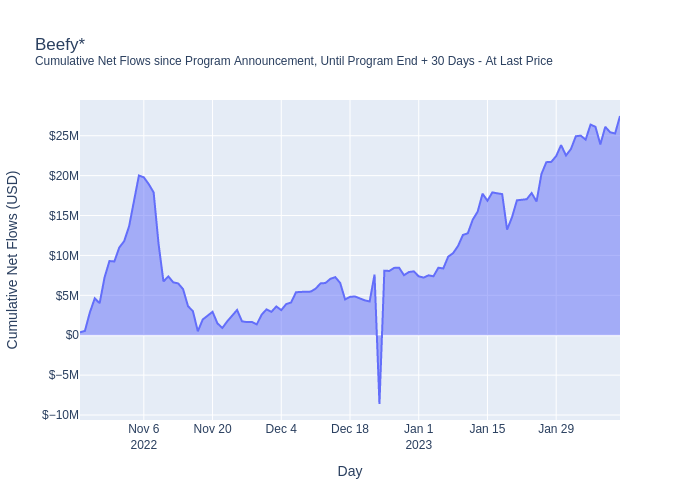 Beefy*
Cumulative Net Flows since Program Announcement, Until Program End + 30 Days - At Last Price
Cumulative Net Flows (USD)
$25M
$20M
$15M
$10M
$5M
$0
$−5M
$−10M
Nov 6
2022
Nov 20
Dec 4
Dec 18
Jan 1
2023
Jan 15
Jan 29
Day